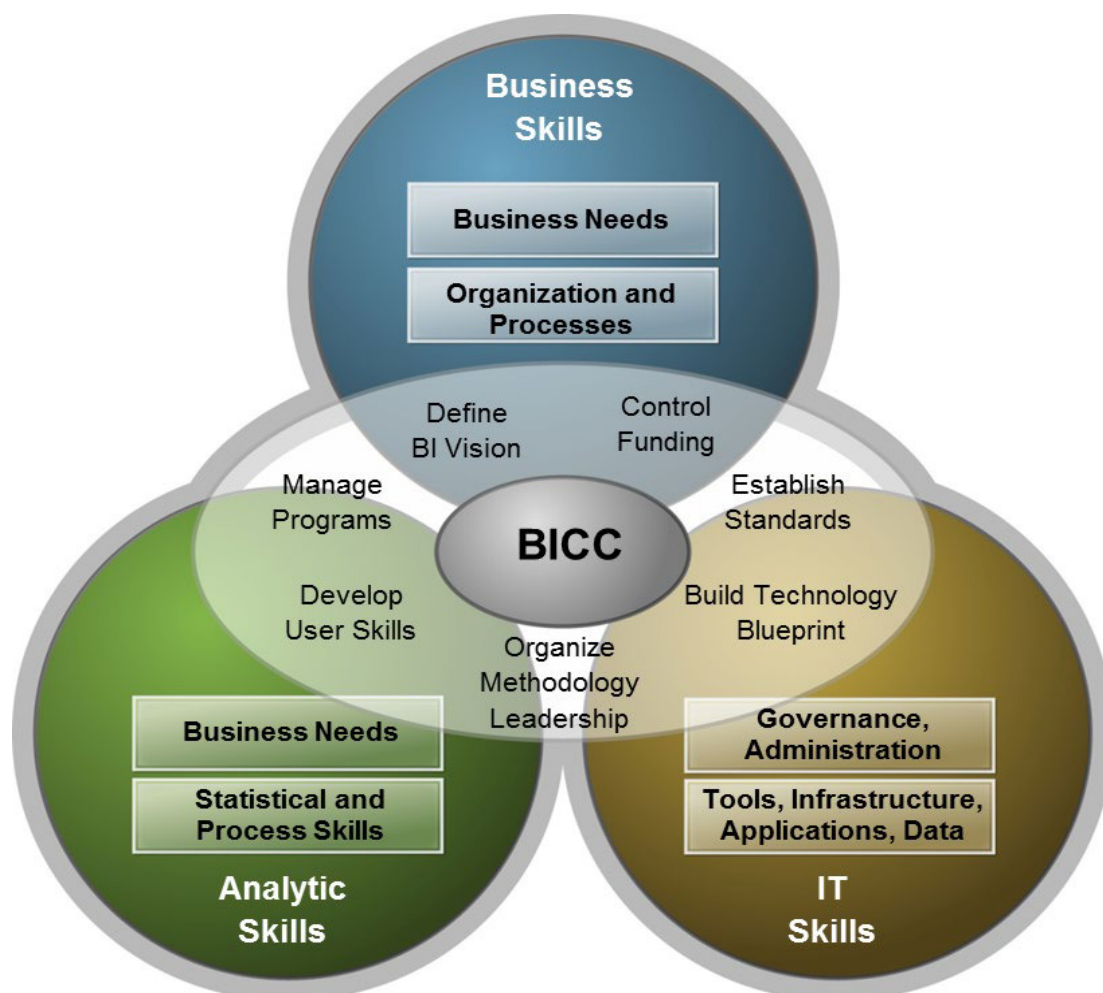 Business
Skills
Business Needs
Organization and
Processes
Define
BI Vision
Control
Funding
Manage
Programs
Establish
Standards
BICC
Develop
User Skills
Build Technology
Blueprint
Organize
Methodology
Leadership
Business Needs
Statistical and
Process Skills
Analytic
Skills
Governance,
Administration
Tools, Infrastructure,
Applications, Data
IT
Skills